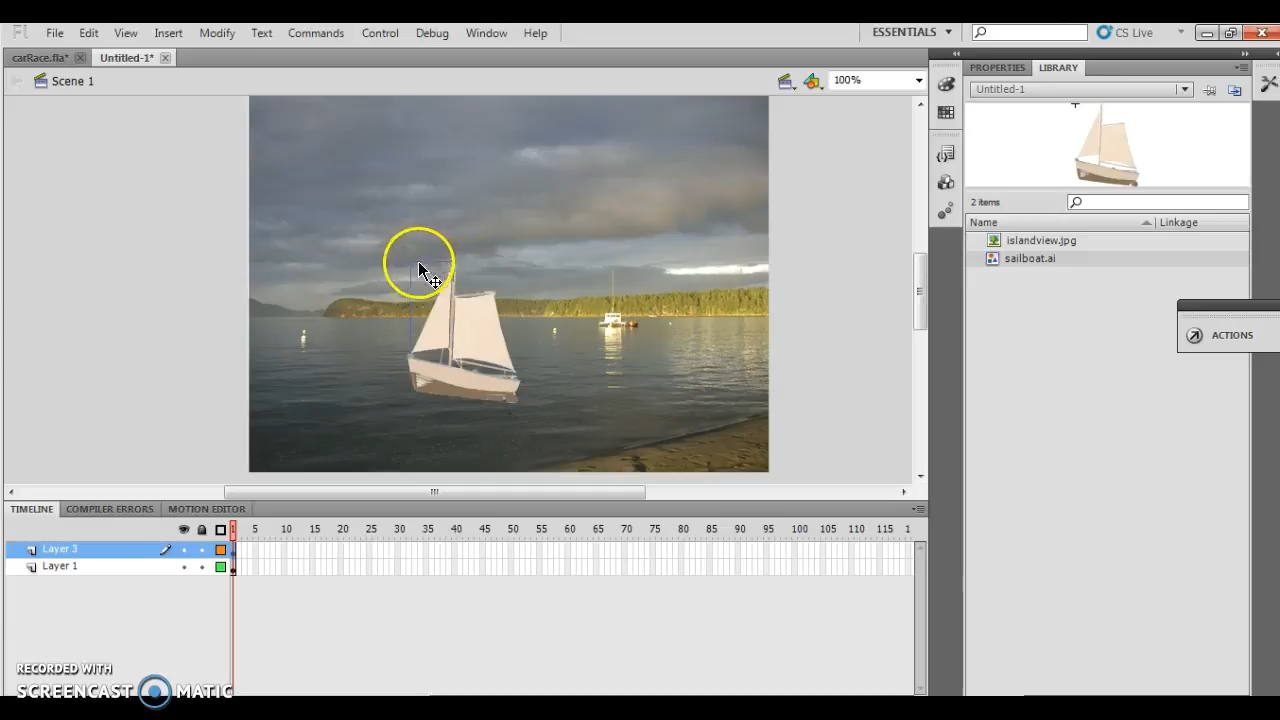 Fl File Edit View Insert Modify Text Commands Control Debug Window Help ESSENTIALS CS Live
carRace.fla* Untitled-1* PROPERTIES LIBRARY
Scene 1 100% Untitled-1
2 items
Name Linkage
islandview.jpg
sailboat.ai
ACTIONS
TIMELINE COMPILER ERRORS MOTION EDITOR
1 5 10 15 20 25 30 35 40 45 50 55 60 65 70 75 80 85 90 95 100 105 110 115 1
Layer 3
Layer 1
RECORDED WITH
SCREENCAST MATIC